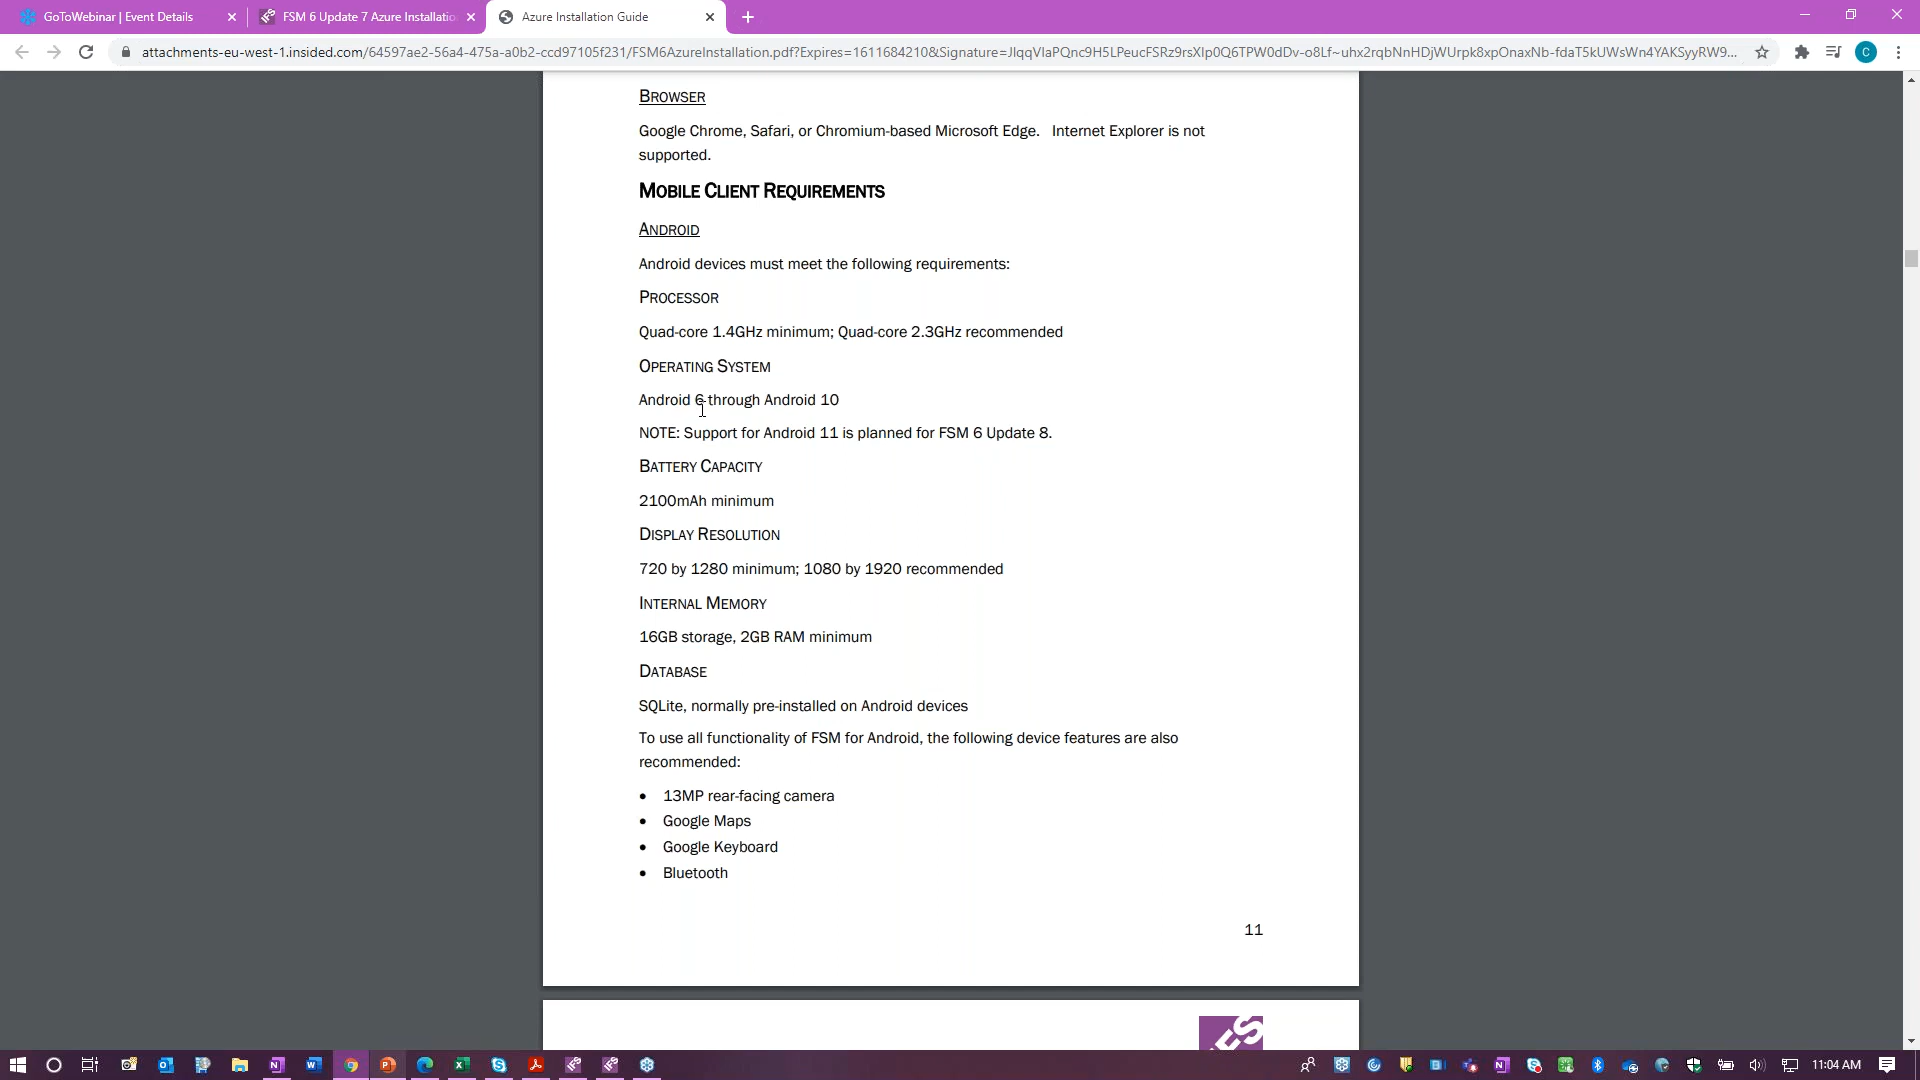 GoToWebinar | Event Details
FSM 6 Update 7 Azure Installatio
Azure Installation Guide
attachments-eu-west-1.insided.com/64597ae2-56a4-475a-a0b2-ccd97105f231/FSM6AzureInstallation.pdf?Expires=1611684210&Signature=JlqqVlaPQnc9H5LPeucFSRz9rsXlp0Q6TPW0dDv-o8Lf~uhx2rqbNnHDjWUrpk8xpOnaxNb-fdaT5kUWsWn4YAKSyyRW9...
C
BROWSER
Google Chrome, Safari, or Chromium-based Microsoft Edge. Internet Explorer is not
supported.
MOBILE CLIENT REQUIREMENTS
ANDROID
Android devices must meet the following requirements:
PROCESSOR
Quad-core 1.4GHz minimum; Quad-core 2.3GHz recommended
OPERATING SYSTEM
Android 6 through Android 10
NOTE: Support for Android 11 is planned for FSM 6 Update 8.
BATTERY CAPACITY
2100mAh minimum
DISPLAY RESOLUTION
720 by 1280 minimum; 1080 by 1920 recommended
INTERNAL MEMORY
16GB storage, 2GB RAM minimum
DATABASE
SQLite, normally pre-installed on Android devices
To use all functionality of FSM for Android, the following device features are also
recommended:
• 13MP rear-facing camera
• Google Maps
• Google Keyboard
• Bluetooth
11
11:04 AM